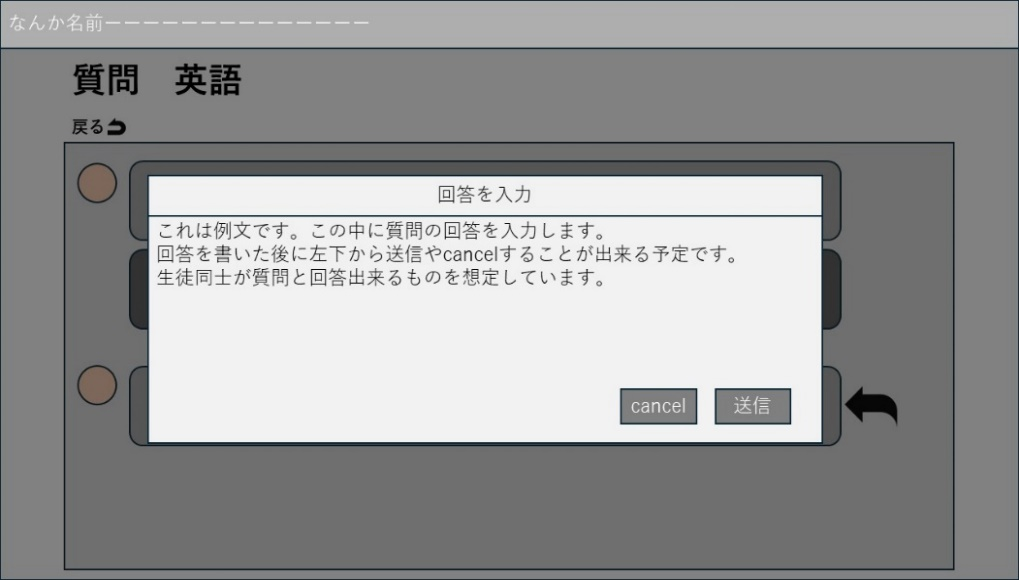 なんか名前ーーーーーーーーーーーーーー
質問　英語
戻る
回答を入力
これは例文です。この中に質問の回答を入力します。
回答を書いた後に左下から送信やcancelすることが出来る予定です。
生徒同士が質問と回答出来るものを想定しています。
cancel
送信